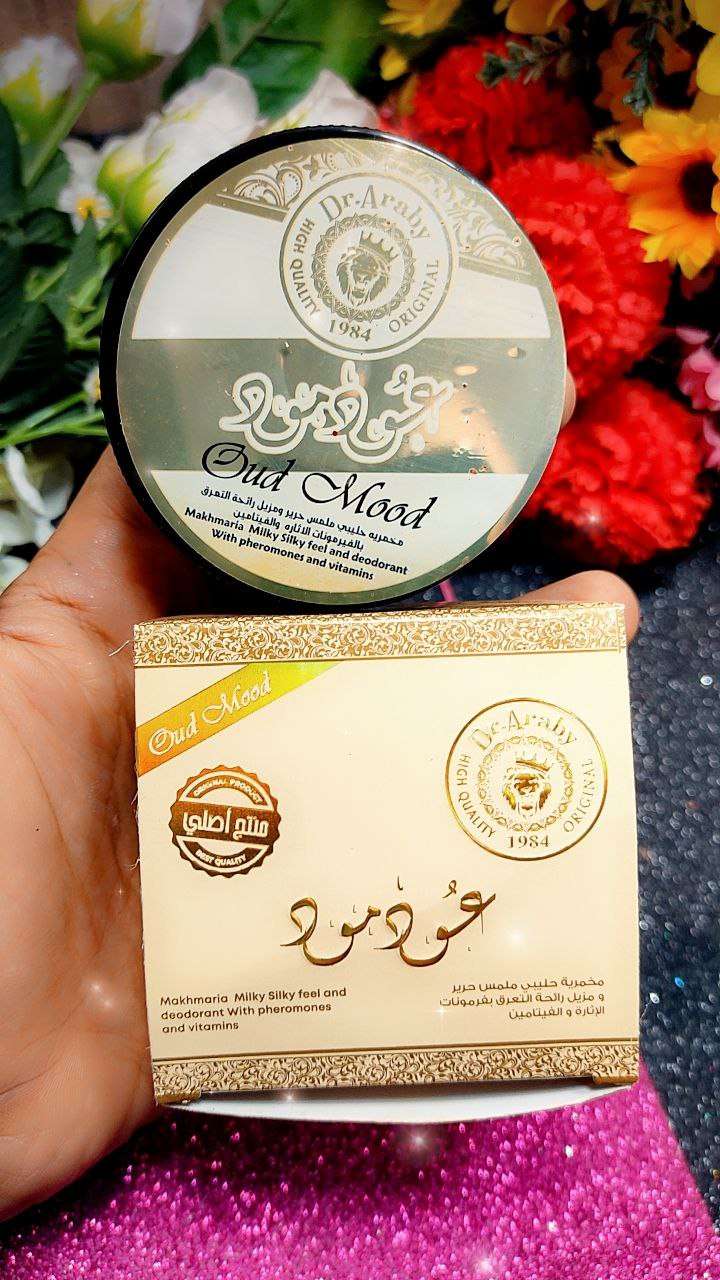 Dr.Araby
HIGH QUALITY
ORIGINAL
1984
عود مود
Oud Mood
مخمريه حليبي ملمس حرير ومزيل رائحة التعرق
بالفيرمونات الاثاره والفيتامين
Makhmaria Milky Silky feel and deodorant
With pheromones and vitamins
Oud Mood
Dr.Araby
HIGH QUALITY
ORIGINAL
1984
ORIGINAL PRODUCT
منتج أصلي
BEST QUALITY
عود مود
Makhmaria Milky Silky feel and
deodorant With pheromones
and vitamins
مخمرية حليبي ملمس حرير
و مزيل رائحة التعرق بفرمونات
الإثارة و الفيتامين